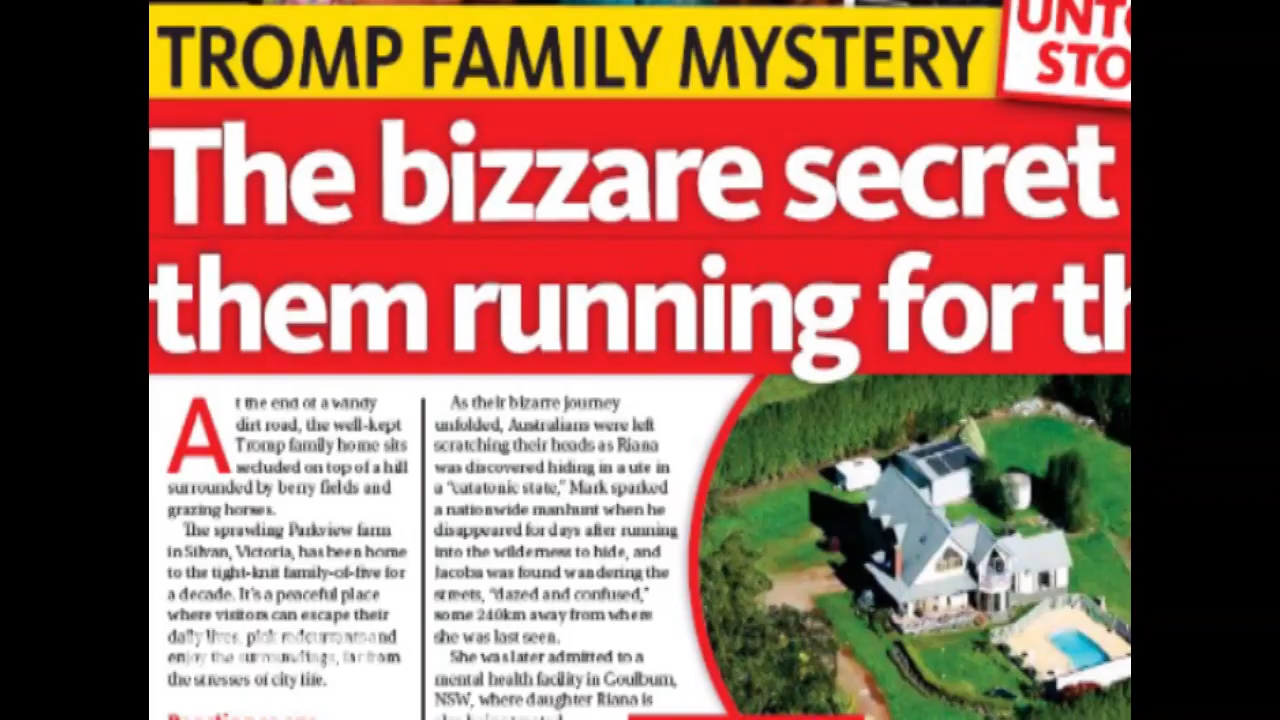 TROMP FAMILY MYSTERY
UNT
STO
The bizzare secret
them running for th
At the end of a windy
dirt road, the well-kept
Tromp family home sits
secluded on top of a hill
surrounded by berry fields and
grazing horses.
The sprawling Parkview farm
in Silvan, Victoria, has been home
to the tight-knit family-of-five for
a decade. It's a peaceful place
where visitors can escape their
daily lives, pick redcurrants and
enjoy the surroundings, far from
the stresses of city life.
As their bizarre journey
unfolded, Australians were left
scratching their heads as Riana
was discovered hiding in a ute in
a "catatonic state," Mark sparked
a nationwide manhunt when he
disappeared for days after running
into the wilderness to hide, and
Jacoba was found wandering the
streets, "dazed and confused,"
some 240km away from where
she was last seen.
She was later admitted to a
mental health facility in Goulburn,
NSW, where daughter Riana is